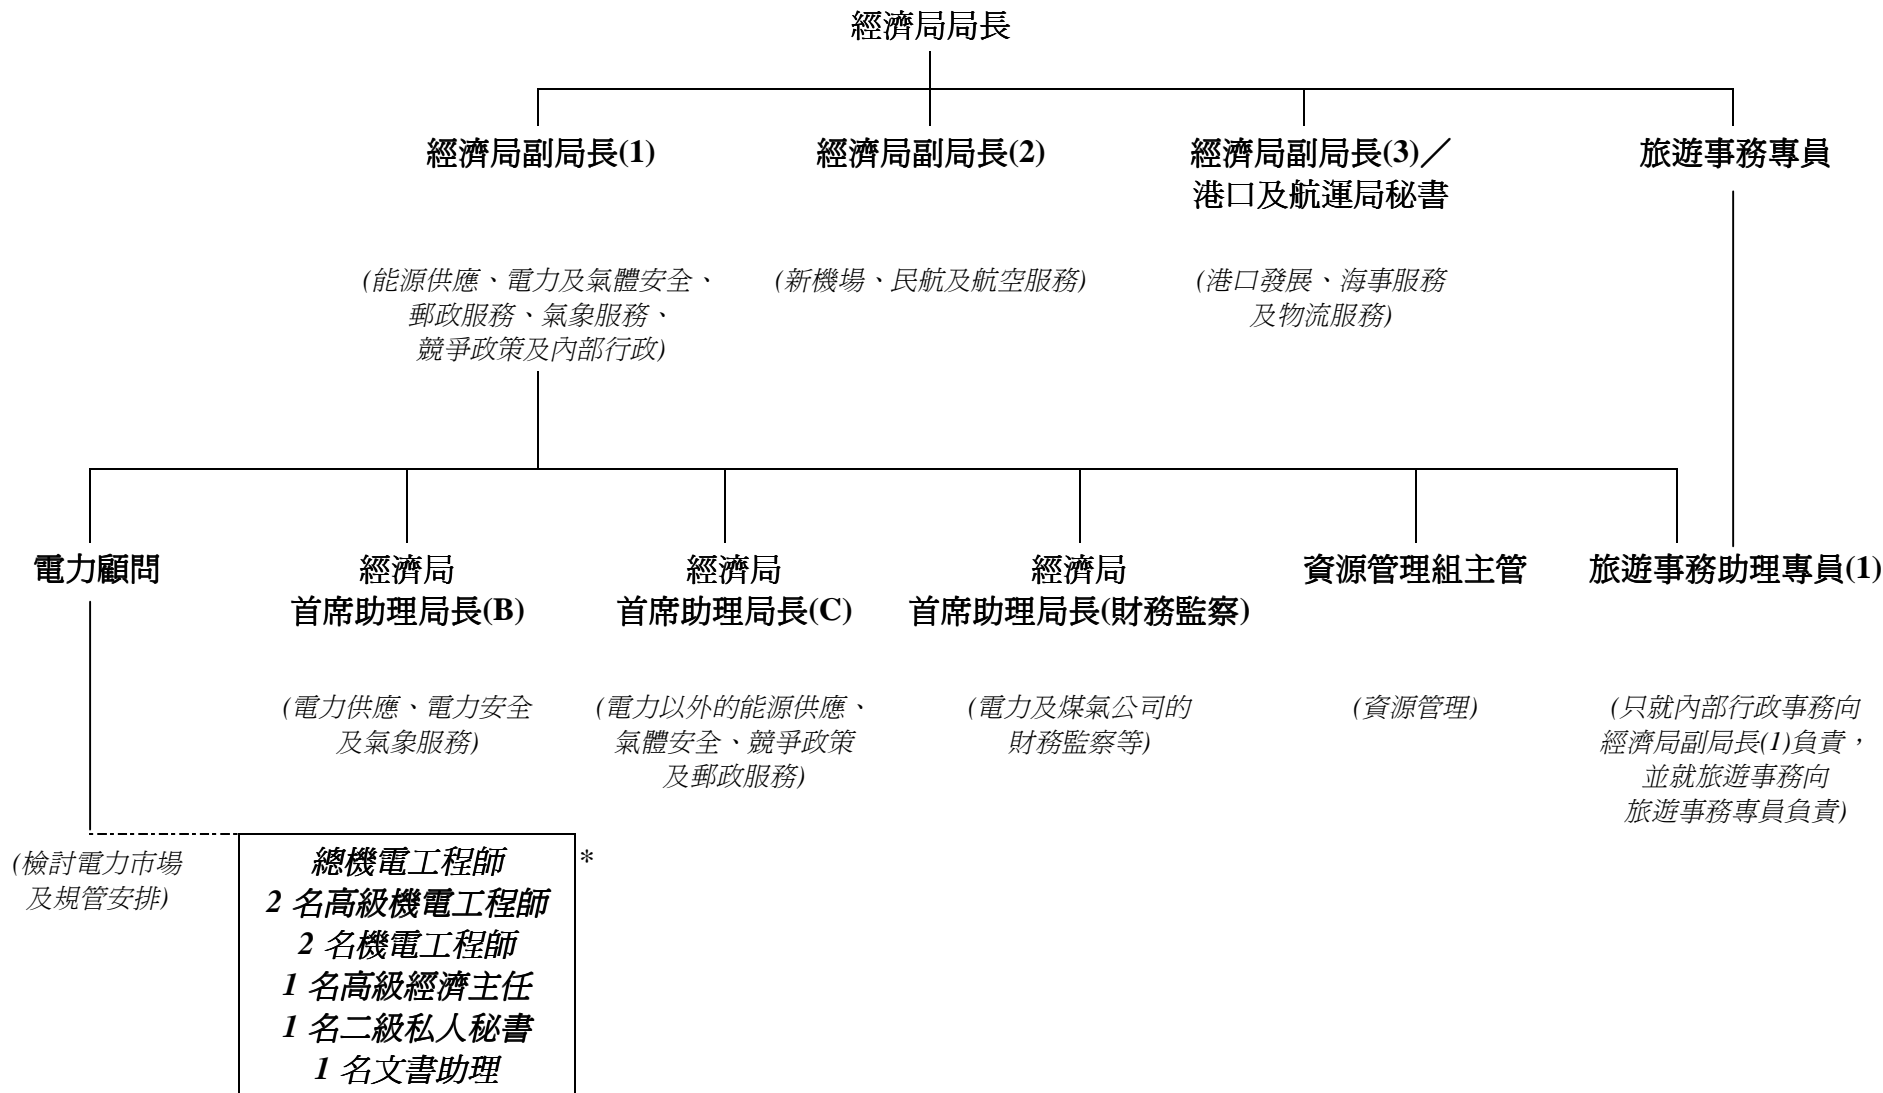 經濟局局長
經濟局副局長(1)
經濟局副局長(2)
經濟局副局長(3)／
港口及航運局秘書
旅遊事務專員
(能源供應、電力及氣體安全、
郵政服務、氣象服務、
競爭政策及內部行政)
(新機場、民航及航空服務)
(港口發展、海事服務
及物流服務)
電力顧問
經濟局
首席助理局長(B)
經濟局
首席助理局長(C)
經濟局
首席助理局長(財務監察)
資源管理組主管
旅遊事務助理專員(1)
(電力供應、電力安全
及氣象服務)
(電力以外的能源供應、
氣體安全、競爭政策
及郵政服務)
(電力及煤氣公司的
財務監察等)
(資源管理)
(只就內部行政事務向
經濟局副局長(1)負責，
並就旅遊事務向
旅遊事務專員負責)
(檢討電力市場
及規管安排)
總機電工程師 *
2 名高級機電工程師
2 名機電工程師
1 名高級經濟主任
1 名二級私人秘書
1 名文書助理